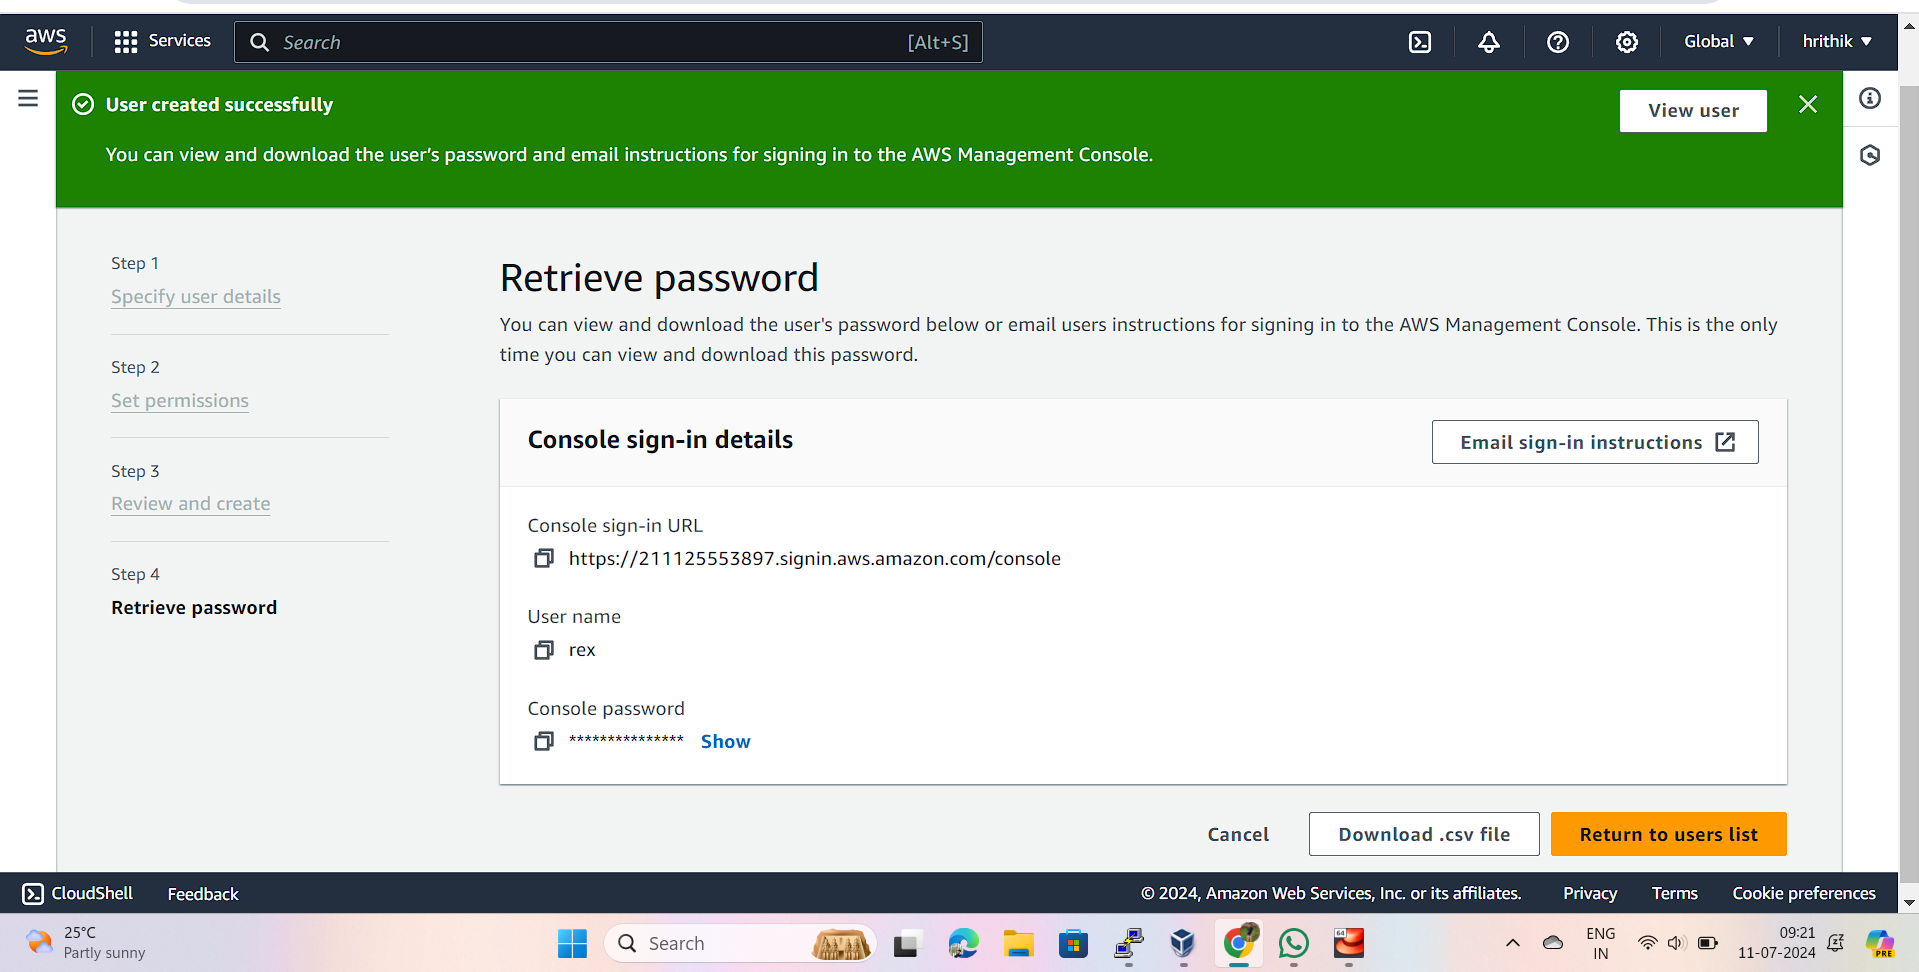 aws
Services
Search
[Alt+S]
Global
hrithik
User created successfully
View user
You can view and download the user's password and email instructions for signing in to the AWS Management Console.
Step 1
Specify user details
Step 2
Set permissions
Step 3
Review and create
Step 4
Retrieve password
Retrieve password
You can view and download the user's password below or email users instructions for signing in to the AWS Management Console. This is the only
time you can view and download this password.
Console sign-in details
Email sign-in instructions
Console sign-in URL
https://211125553897.signin.aws.amazon.com/console
User name
rex
Console password
*************** Show
Cancel
Download .csv file
Return to users list
CloudShell
Feedback
© 2024, Amazon Web Services, Inc. or its affiliates.
Privacy
Terms
Cookie preferences
25°C
Partly sunny
Search
64
ENG
IN
09:21
11-07-2024
PRE